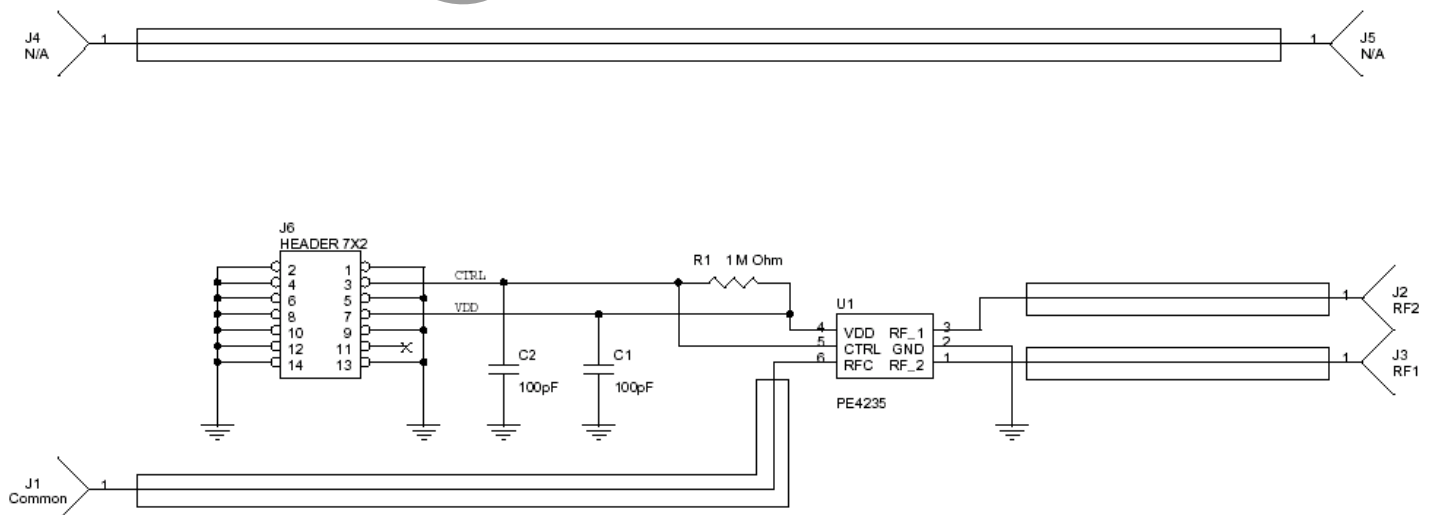 J4
N/A
1
1
J5
N/A
J6
HEADER 7X2
2 1
4 3
6 5
8 7
10 9
12 11
14 13
CTRL
VDD
R1 1 M Ohm
C2
100pF
C1
100pF
U1
4 VDD RF_1 3
5 CTRL GND 2
6 RFC RF_2 1
PE4235
1
J2
RF2
1
J3
RF1
J1
Common
1